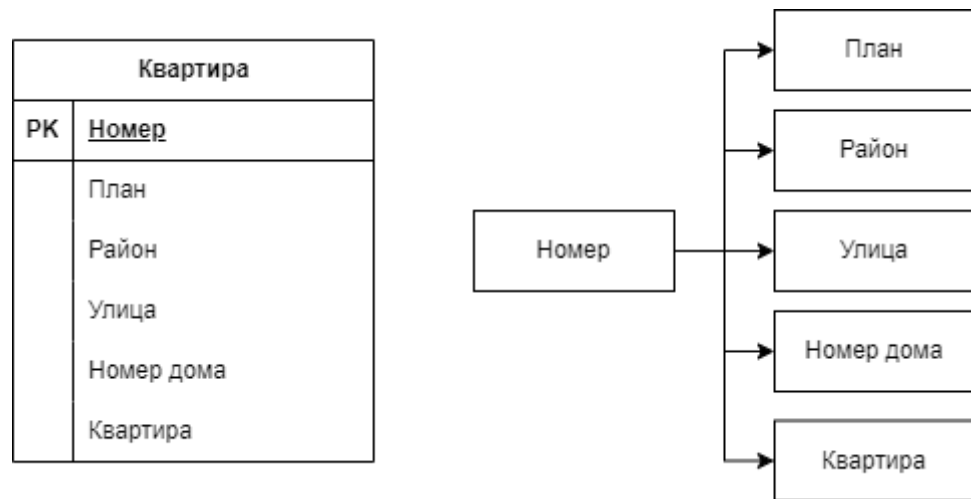 Квартира
PK Номер
План
Район
Улица
Номер дома
Квартира
Номер
План
Район
Улица
Номер дома
Квартира